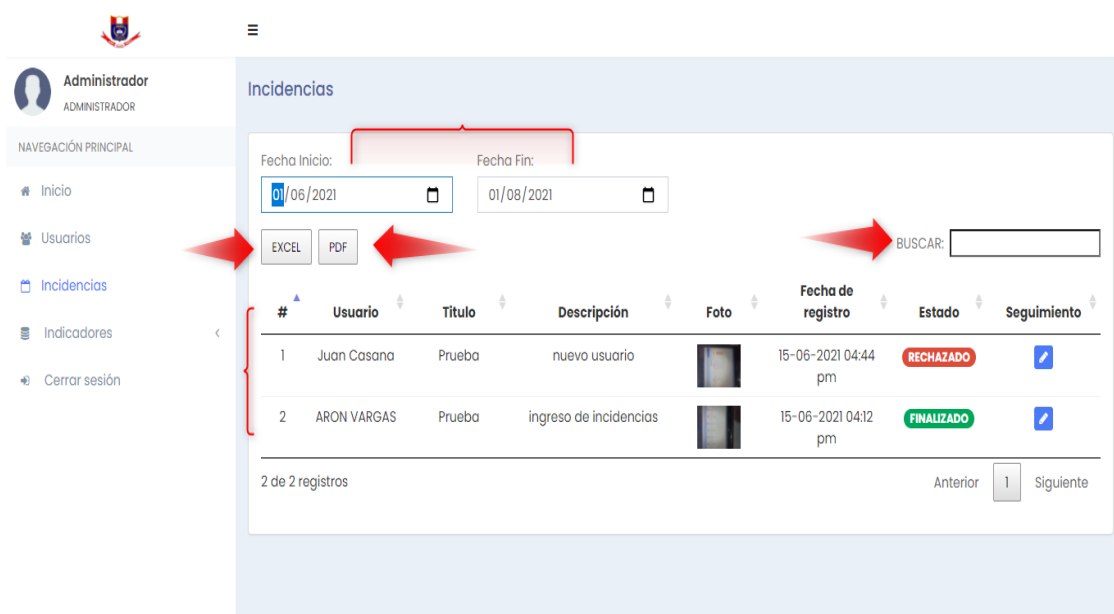 Administrador
ADMINISTRADOR
NAVEGACIÓN PRINCIPAL
Inicio
Usuarios
Incidencias
Indicadores
Cerrar sesión
Incidencias
Fecha Inicio: Fecha Fin:
01/06/2021 01/08/2021
EXCEL PDF BUSCAR:
# Usuario Titulo Descripción Foto Fecha de registro Estado Seguimiento
1 Juan Casana Prueba nuevo usuario 15-06-2021 04:44 pm RECHAZADO
2 ARON VARGAS Prueba ingreso de incidencias 15-06-2021 04:12 pm FINALIZADO
2 de 2 registros Anterior 1 Siguiente